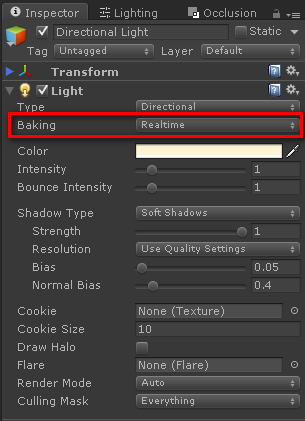 Inspector Lighting Occlusion
Directional Light Static
Tag Untagged Layer Default
Transform
Light
Type Directional
Baking Realtime
Color
Intensity 1
Bounce Intensity 1
Shadow Type Soft Shadows
Strength 1
Resolution Use Quality Settings
Bias 0.05
Normal Bias 0.4
Cookie None (Texture)
Cookie Size 10
Draw Halo
Flare None (Flare)
Render Mode Auto
Culling Mask Everything